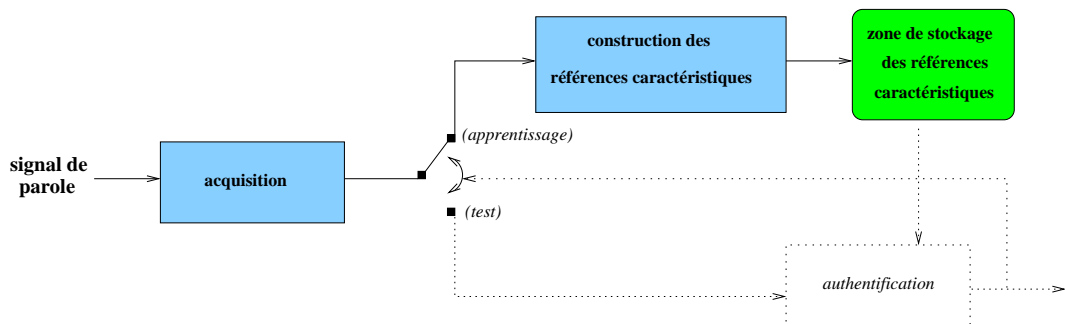 construction des
références caractéristiques
zone de stockage
des références
caractéristiques
(apprentissage)
signal de
parole
acquisition
(test)
authentification